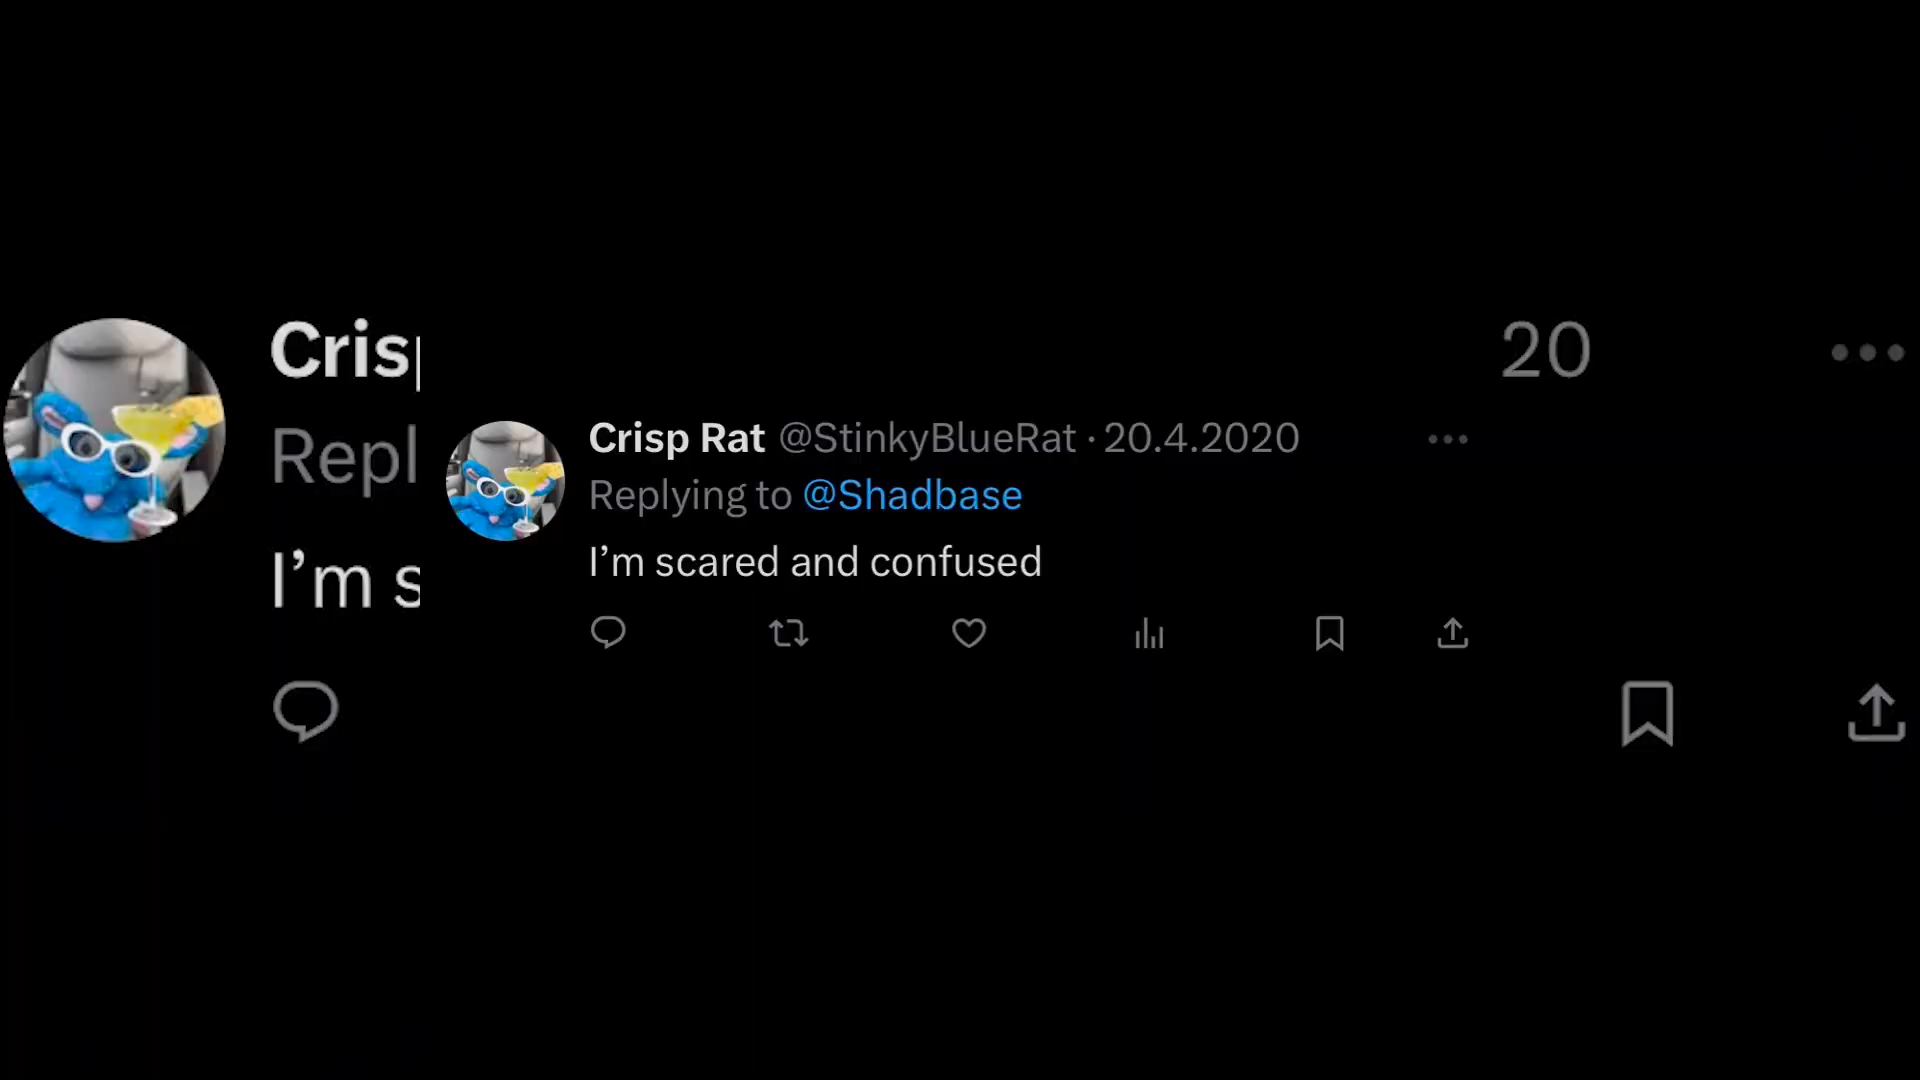 Cris
20
Repl
I’m s
Crisp Rat @StinkyBlueRat · 20.4.2020
Replying to @Shadbase
I’m scared and confused